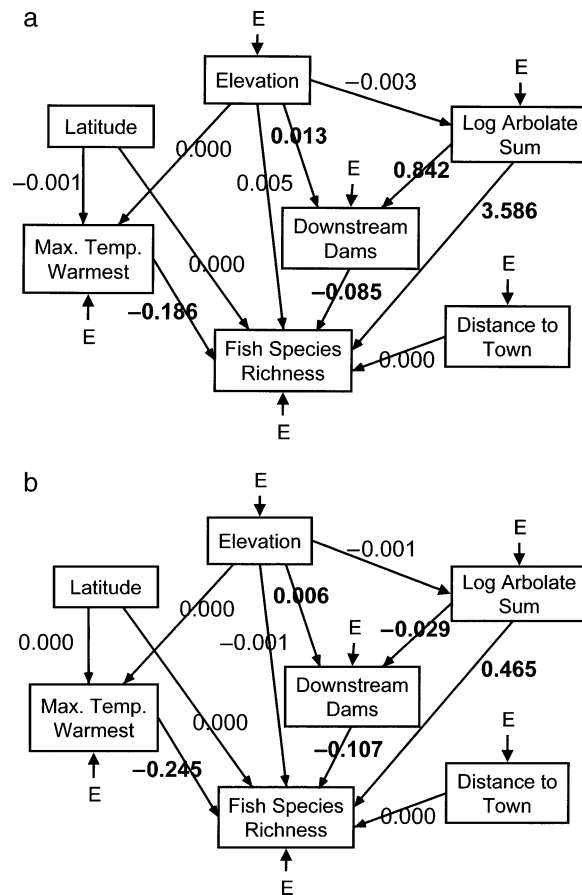 a
E
Elevation
−0.003
E
Latitude
0.000
0.013
Log Arbolate
Sum
−0.001
0.005
E
0.842
Max. Temp.
Warmest
0.000
Downstream
Dams
3.586
E
−0.186
−0.085
E
Fish Species
Richness
0.000
Distance to
Town
E
b
E
Elevation
−0.001
E
Latitude
0.000
0.006
Log Arbolate
Sum
0.000
−0.001
E
−0.029
Max. Temp.
Warmest
0.000
Downstream
Dams
0.465
E
−0.245
−0.107
E
Fish Species
Richness
0.000
Distance to
Town
E